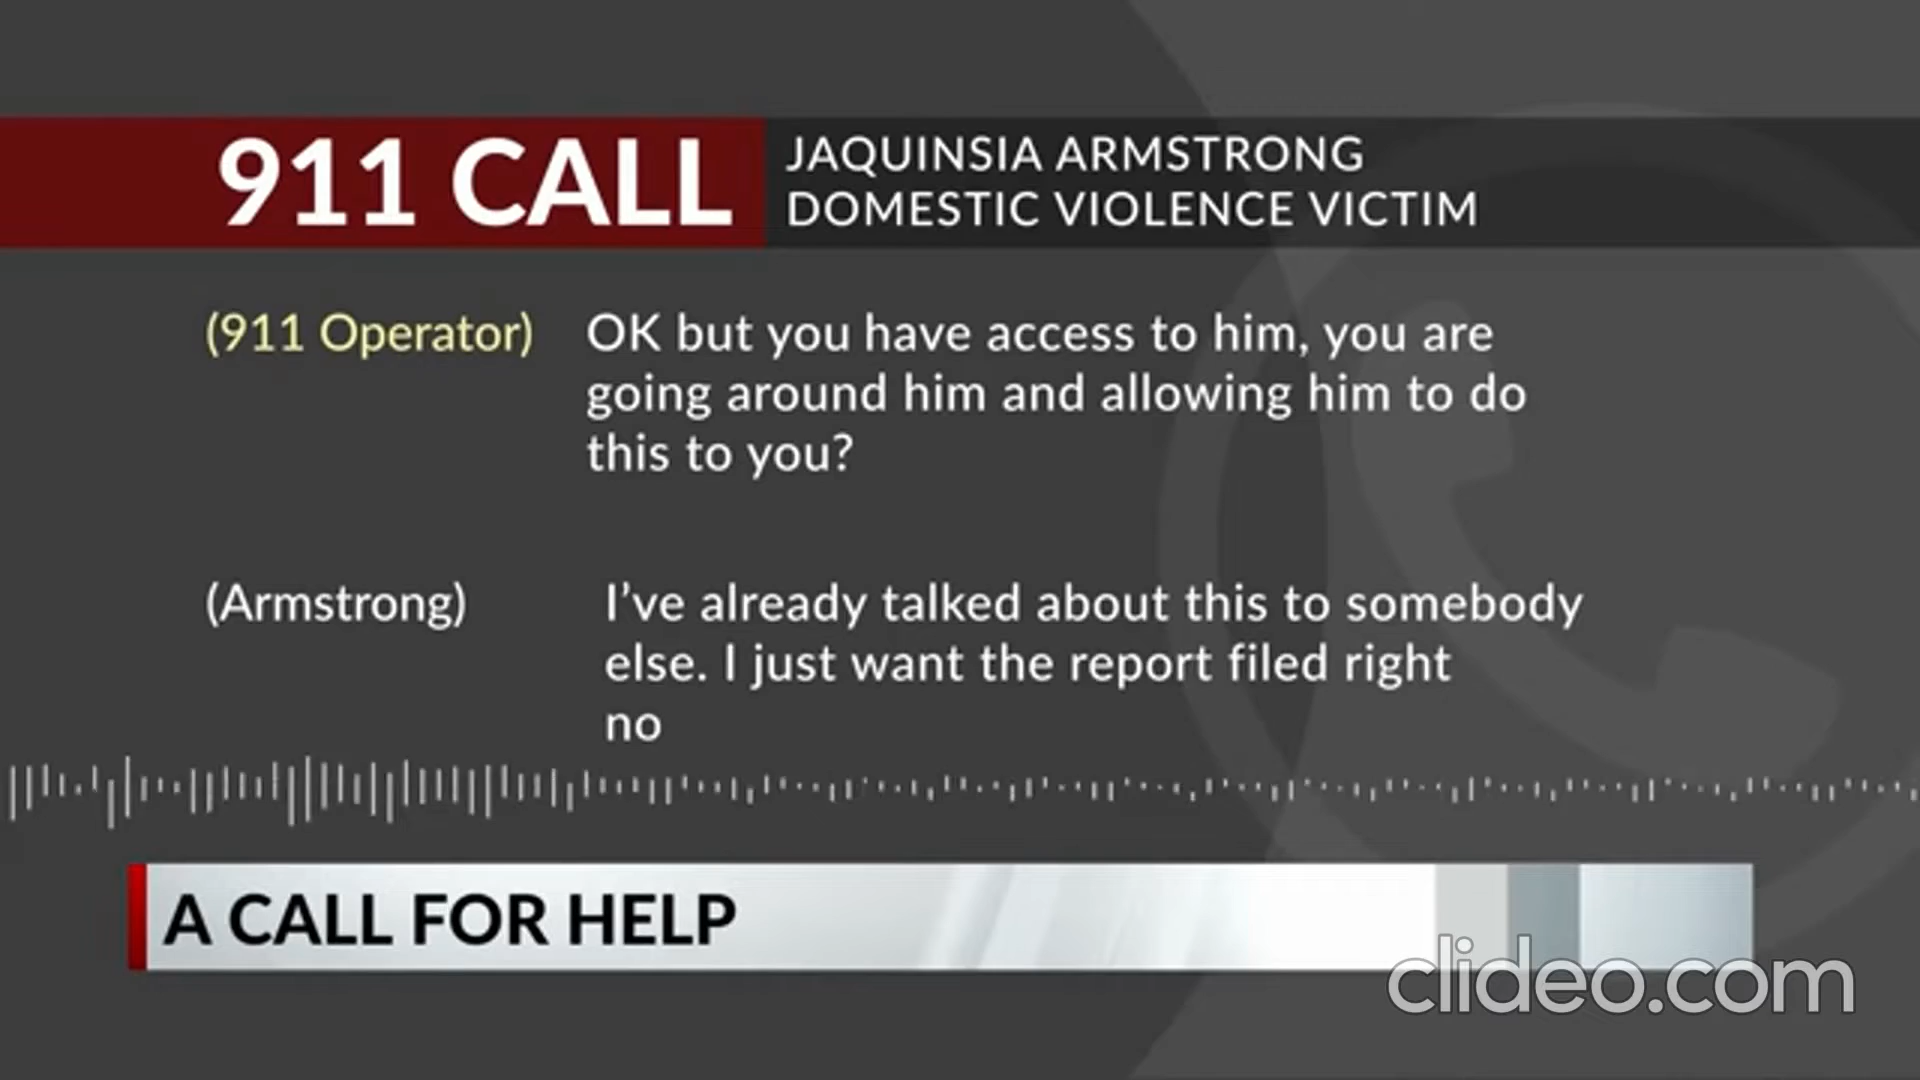 911 CALL
JAQUINSIA ARMSTRONG
DOMESTIC VIOLENCE VICTIM
(911 Operator) OK but you have access to him, you are
going around him and allowing him to do
this to you?
(Armstrong) I’ve already talked about this to somebody
else. I just want the report filed right
no
A CALL FOR HELP
clideo.com